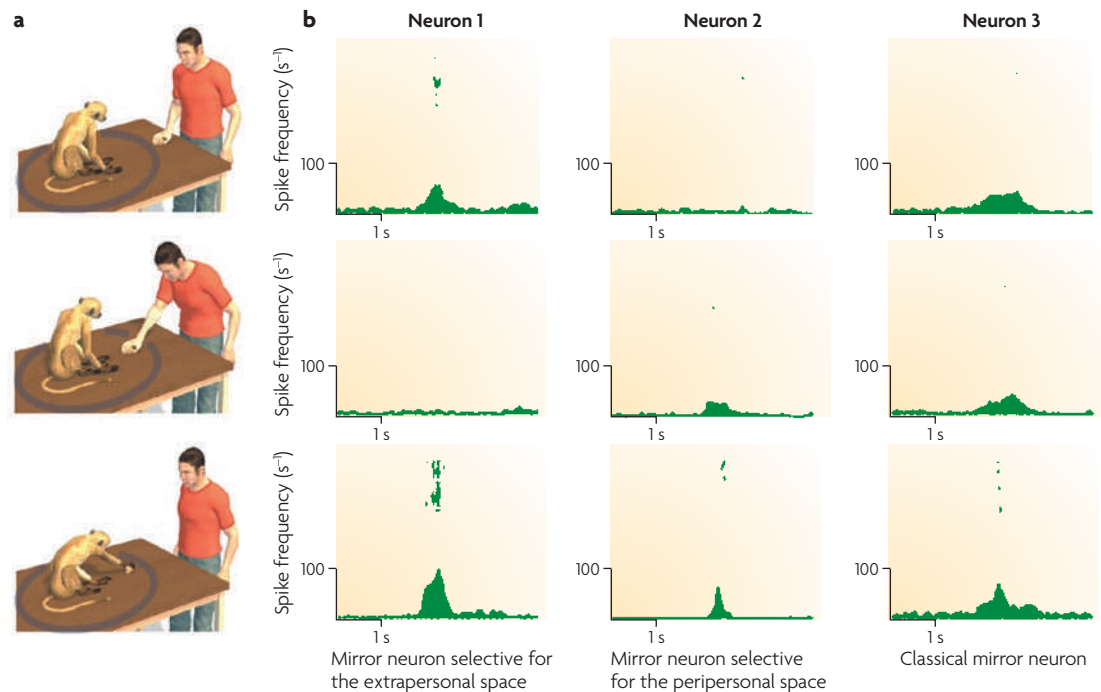 a
b
Neuron 1
Neuron 2
Neuron 3
Spike frequency (s⁻¹)
100
1 s
100
1 s
100
1 s
Spike frequency (s⁻¹)
100
1 s
100
1 s
100
1 s
Spike frequency (s⁻¹)
100
1 s
100
1 s
100
1 s
Mirror neuron selective for
the extrapersonal space
Mirror neuron selective
for the peripersonal space
Classical mirror neuron